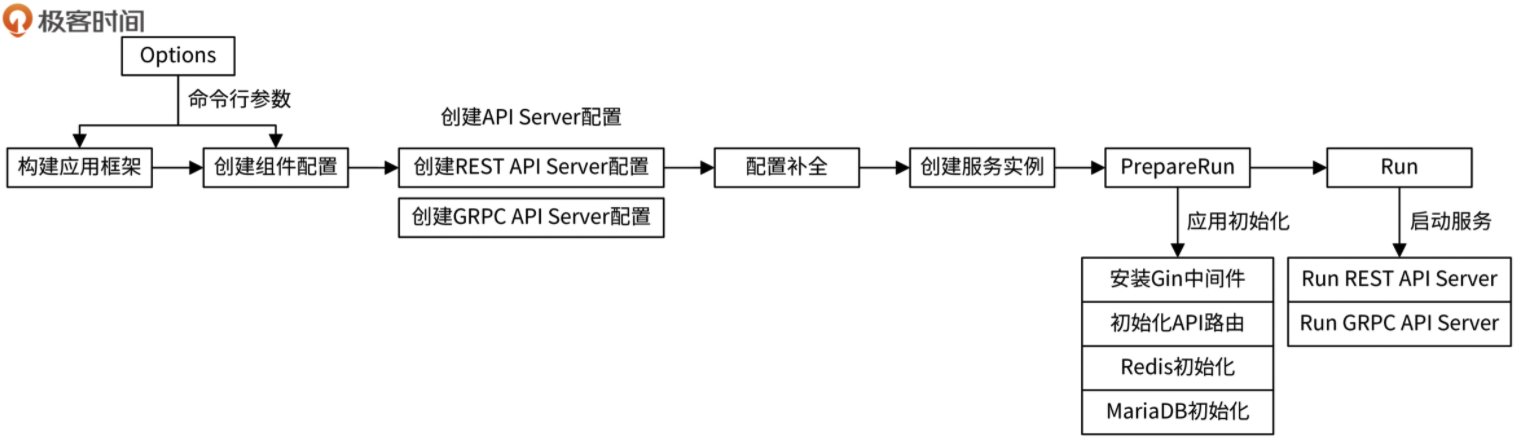 极客时间
Options
命令行参数
创建API Server配置
构建应用框架
创建组件配置
创建REST API Server配置
配置补全
创建服务实例
PrepareRun
Run
创建GRPC API Server配置
应用初始化
启动服务
安装Gin中间件
初始化API路由
Redis初始化
MariaDB初始化
Run REST API Server
Run GRPC API Server